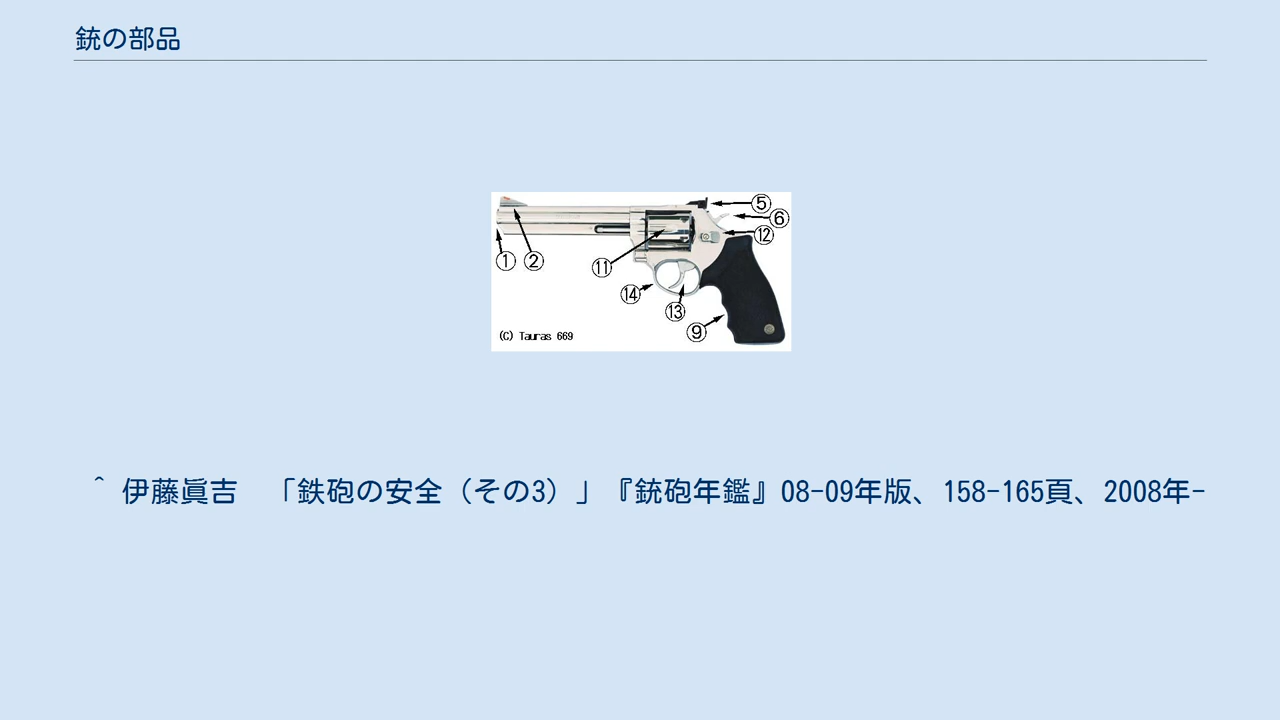 銃の部品
⑤
⑥
⑫
① ② ⑪
⑭
⑬
⑨
(C) Tauras 669
^ 伊藤眞吉　「鉄砲の安全（その3）」『銃砲年鑑』08-09年版、158-165頁、2008年-